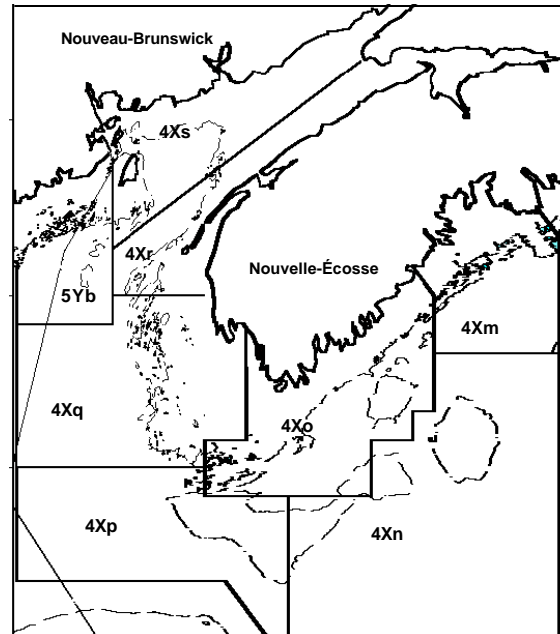 Nouveau-Brunswick
4Xs
4Xr
Nouvelle-Écosse
5Yb
4Xm
4Xq
4Xo
4Xp
4Xn